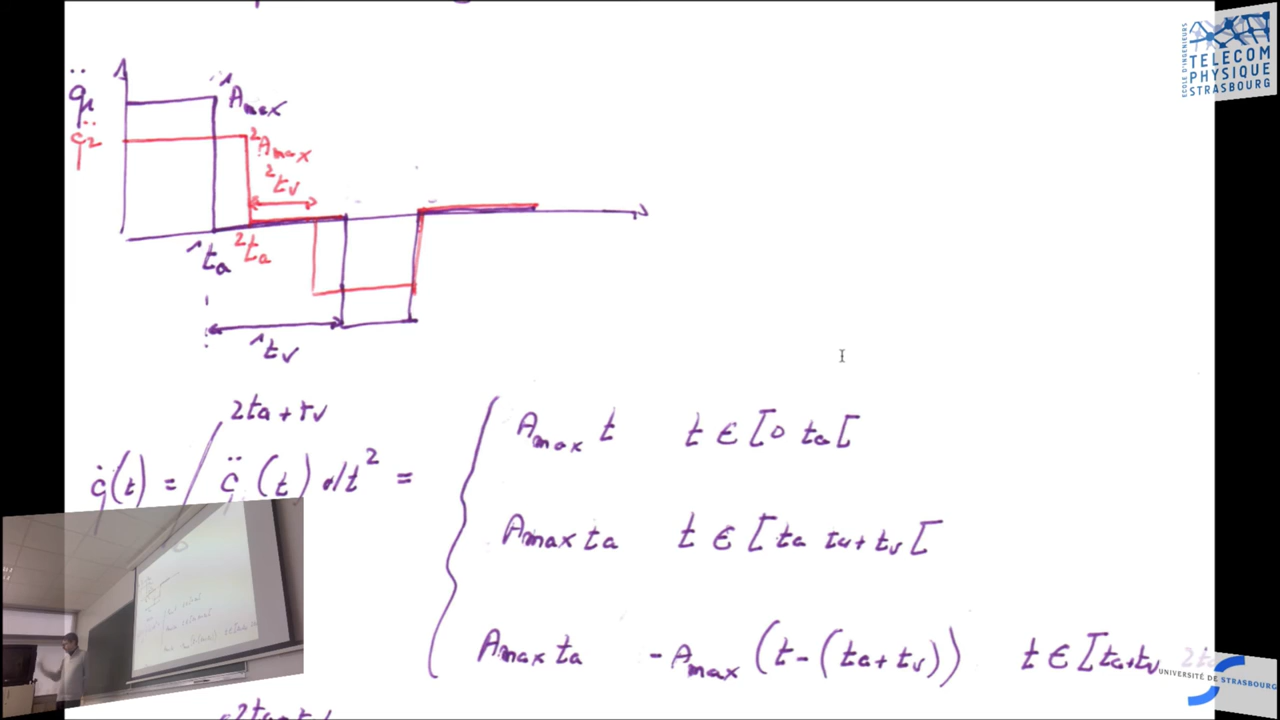 q̈₁
¹Amax
q̈₂
²Amax
²tv
¹ta ²ta
¹tv
2ta + tv
q̇(t) = ∫ q̈ (t) dt² =
Amax t t ∈ [0 ta[
Amax ta t ∈ [ta ta+tv[
Amax ta - Amax (t-(ta+tv)) t ∈ [ta+tv 2ta
ECOLE D'INGENIEURS
TELECOM
PHYSIQUE
STRASBOURG
UNIVERSITÉ DE STRASBOURG